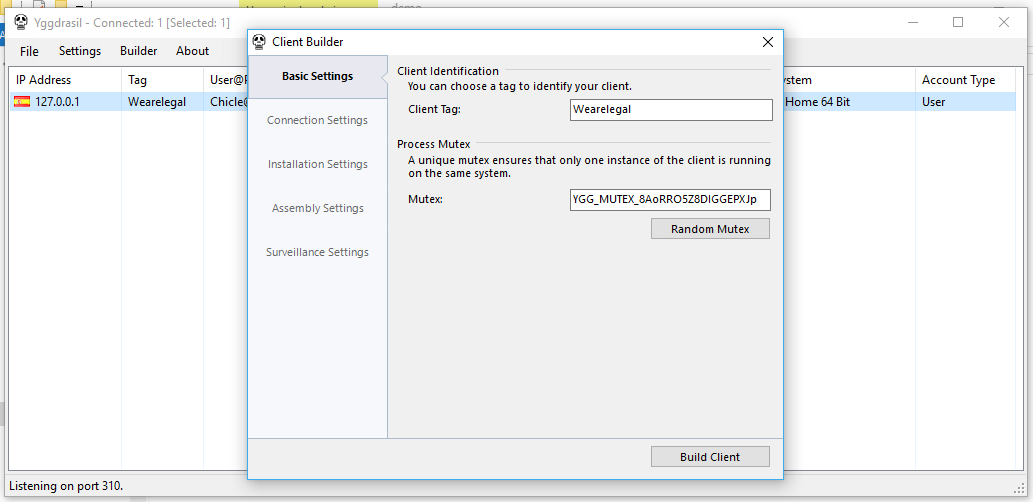 Yggdrasil - Connected: 1 [Selected: 1]
File Settings Builder About
IP Address Tag
Account Type
127.0.0.1 Wearelegal Home 64 Bit User
Client Builder
Basic Settings
Connection Settings
Installation Settings
Assembly Settings
Surveillance Settings
Client Identification
You can choose a tag to identify your client.
Client Tag: Wearelegal
Process Mutex
A unique mutex ensures that only one instance of the client is running
on the same system.
Mutex: YGG_MUTEX_8AoRRO5Z8DIGGEPXJp
Random Mutex
Build Client
Listening on port 310.